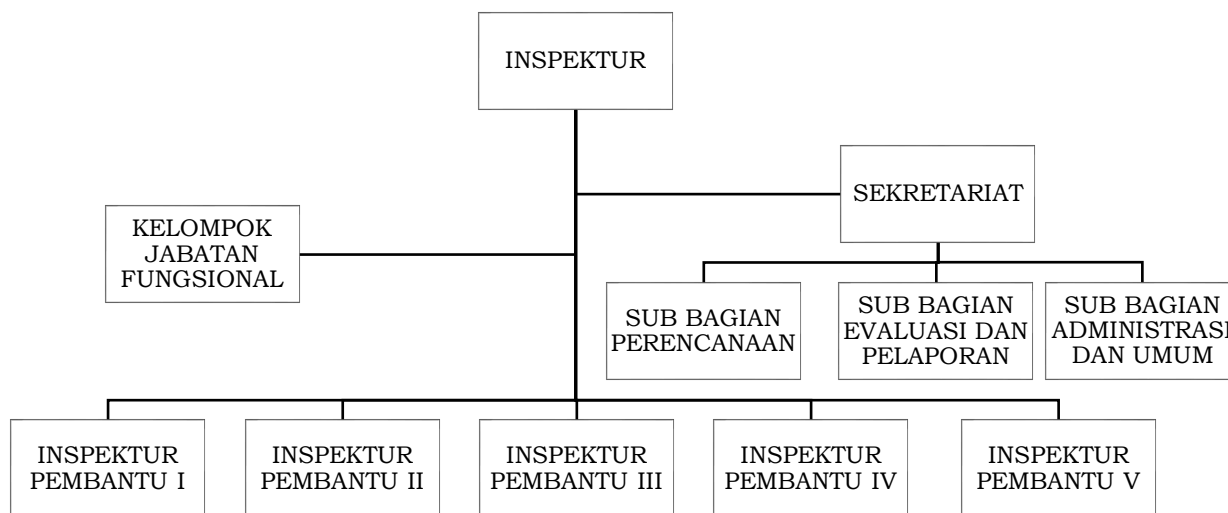 INSPEKTUR
SEKRETARIAT
KELOMPOK
JABATAN
FUNGSIONAL
SUB BAGIAN
PERENCANAAN
SUB BAGIAN
EVALUASI DAN
PELAPORAN
SUB BAGIAN
ADMINISTRASI
DAN UMUM
INSPEKTUR
PEMBANTU I
INSPEKTUR
PEMBANTU II
INSPEKTUR
PEMBANTU III
INSPEKTUR
PEMBANTU IV
INSPEKTUR
PEMBANTU V